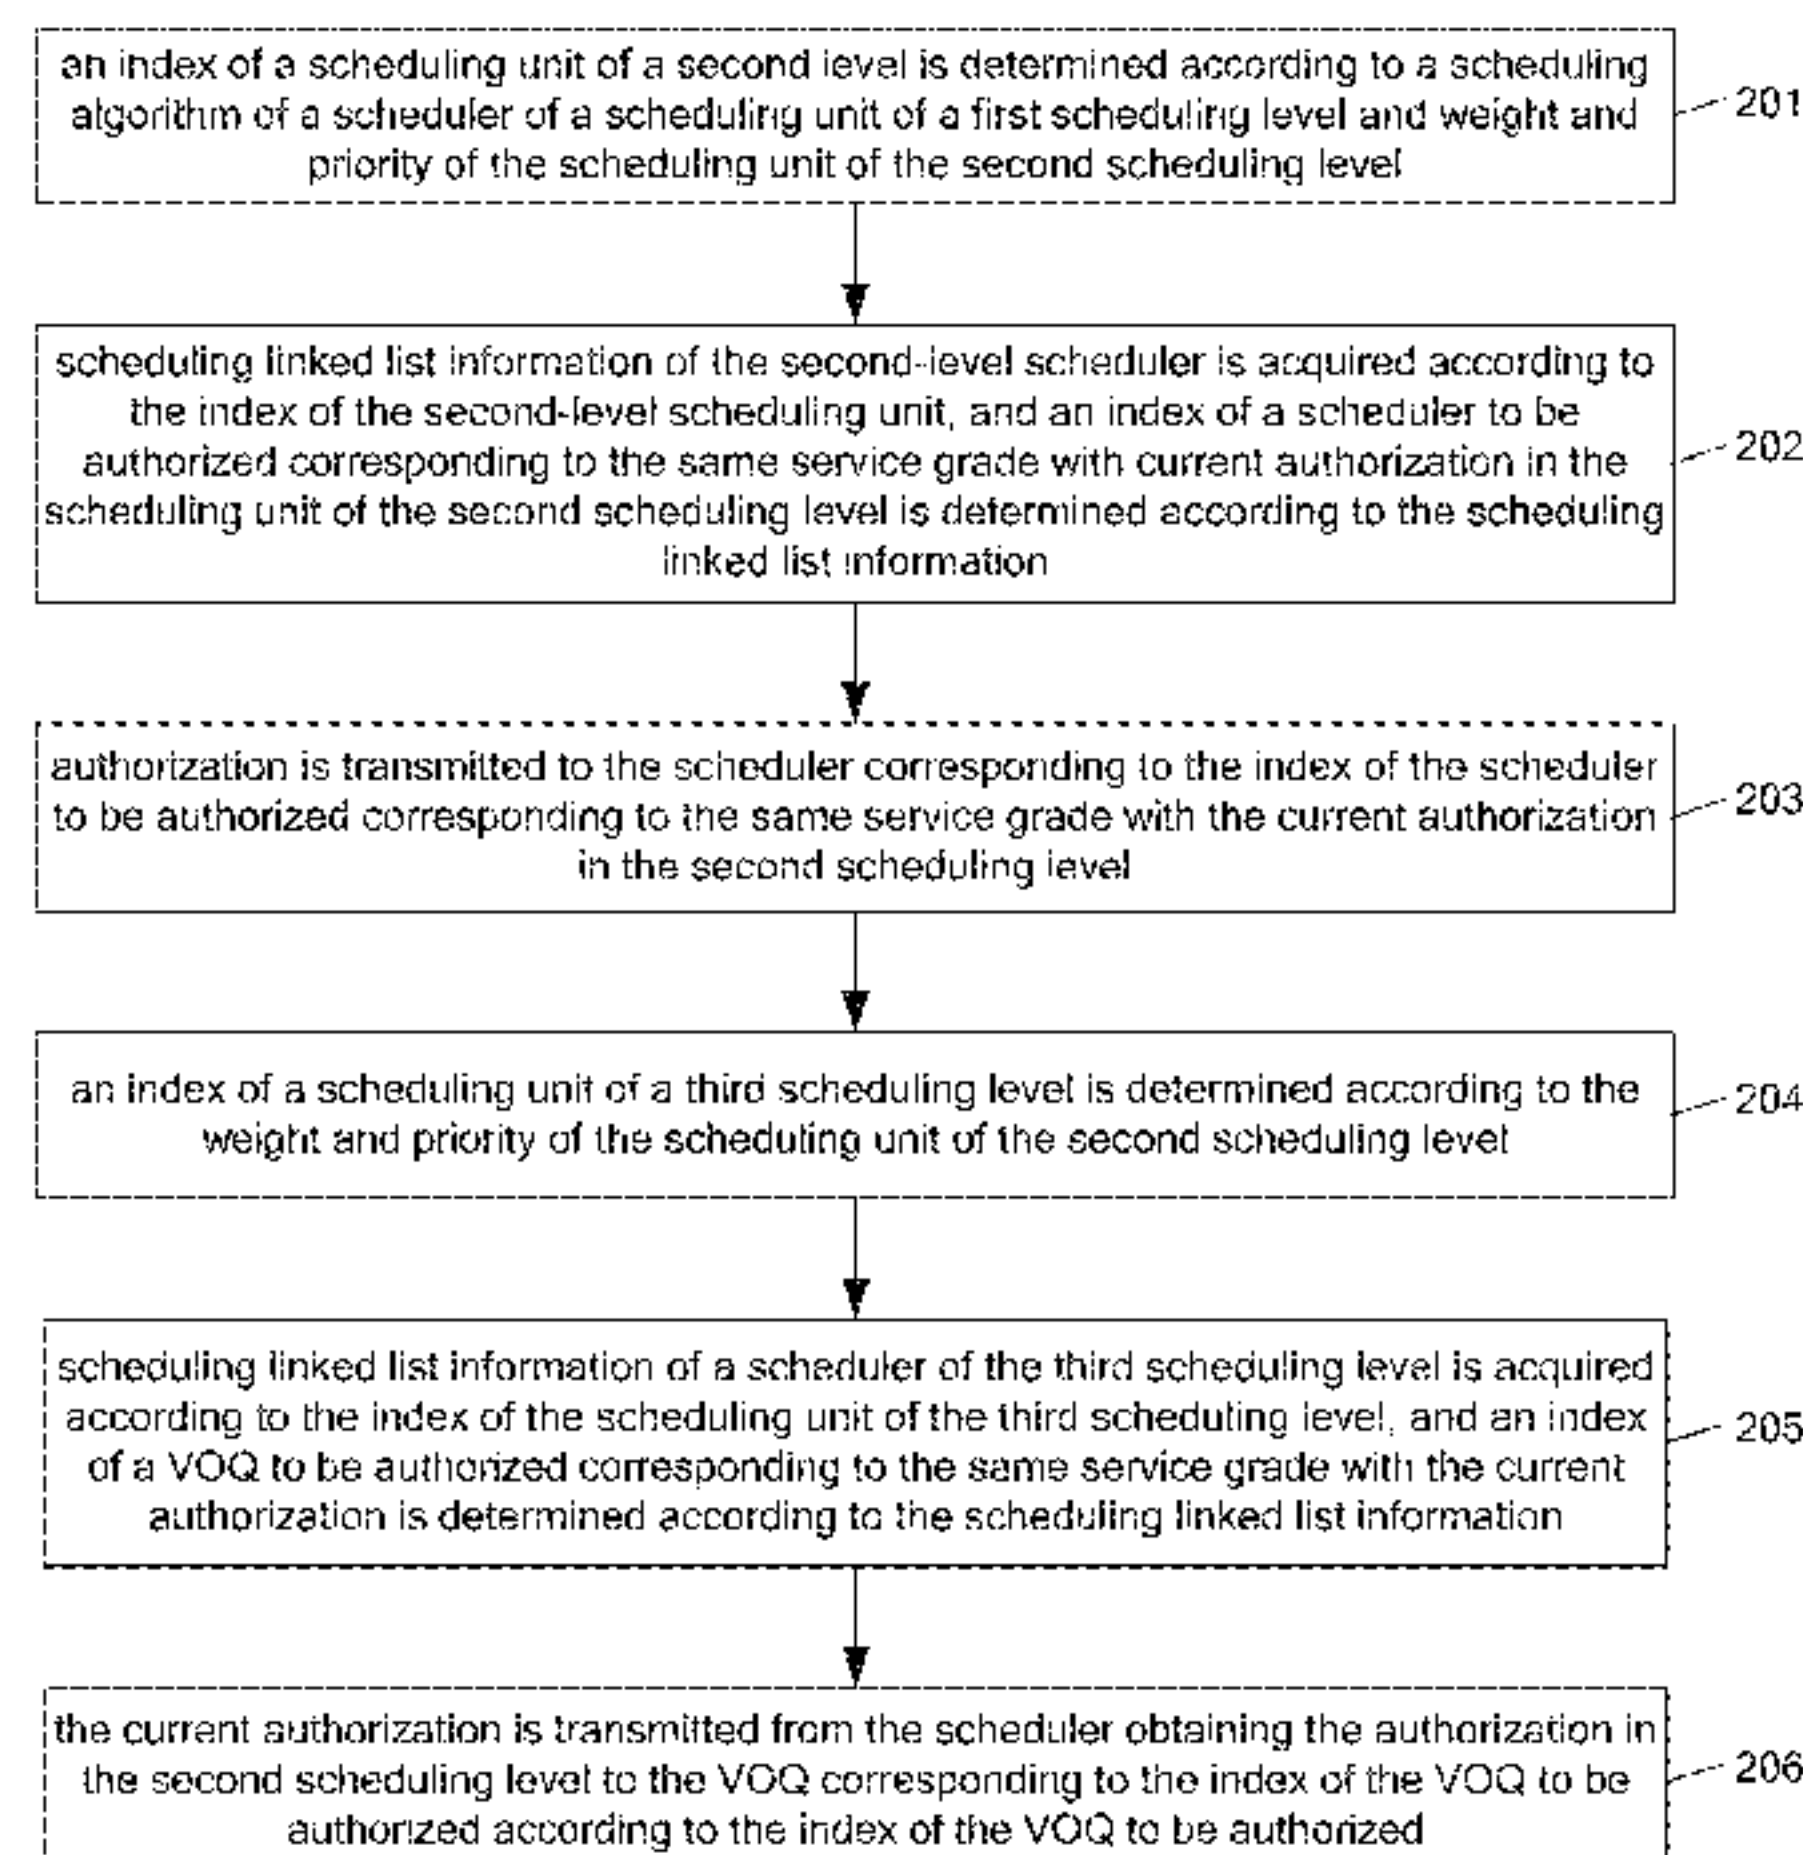 an index of a scheduling unit of a second level is determined according to a scheduling
algorithm of a scheduler of a scheduling unit of a first scheduling level and weight and
priority of the scheduling unit of the second scheduling level
201
scheduling linked list information of the second-level scheduler is acquired according to
the index of the second-level scheduling unit, and an index of a scheduler to be
authorized corresponding to the same service grade with current authorization in the
scheduling unit of the second scheduling level is determined according to the scheduling
linked list information
202
authorization is transmitted to the scheduler corresponding to the index of the scheduler
to be authorized corresponding to the same service grade with the current authorization
in the second scheduling level
203
an index of a scheduling unit of a third scheduling level is determined according to the
weight and priority of the scheduling unit of the second scheduling level
204
scheduling linked list information of a scheduler of the third scheduling level is acquired
according to the index of the scheduling unit of the third scheduling level, and an index
of a VOQ to be authorized corresponding to the same service grade with the current
authorization is determined according to the scheduling linked list information
205
the current authorization is transmitted from the scheduler obtaining the authorization in
the second scheduling level to the VOQ corresponding to the index of the VOQ to be
authorized according to the index of the VOQ to be authorized
206